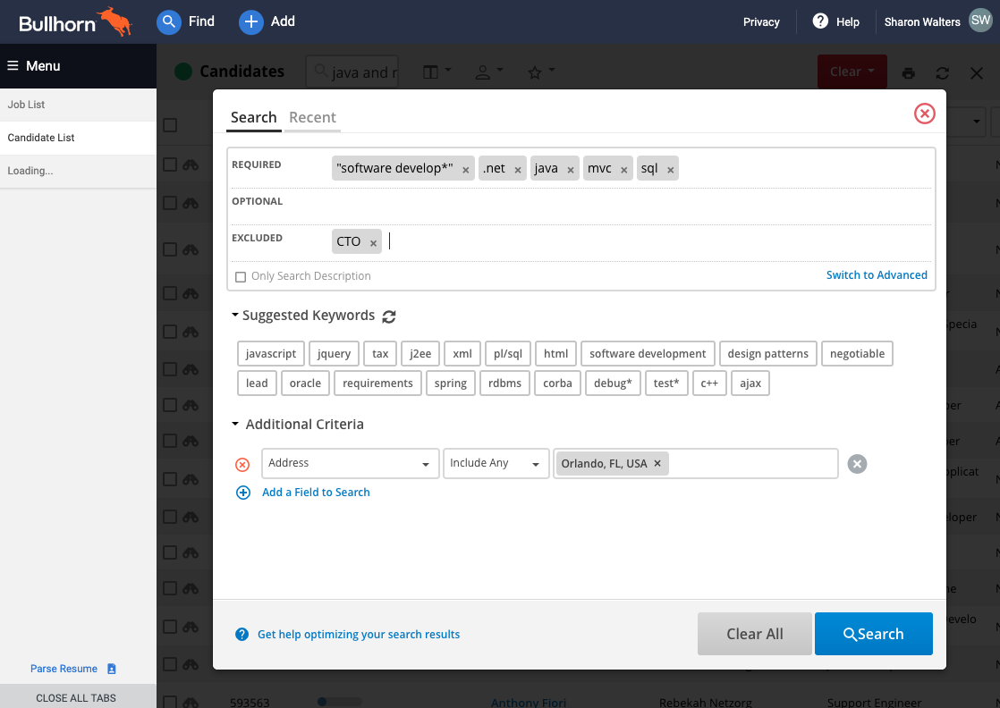 Bullhorn Find Add Privacy Help Sharon Walters SW
Menu
Candidates java and r Clear
Job List
Candidate List
Loading...
Search Recent
REQUIRED "software develop*" × .net × java × mvc × sql ×
OPTIONAL
EXCLUDED CTO ×
Only Search Description Switch to Advanced
Suggested Keywords
javascript jquery tax j2ee xml pl/sql html software development design patterns negotiable
lead oracle requirements spring rdbms corba debug* test* c++ ajax
Additional Criteria
Address Include Any Orlando, FL, USA ×
Add a Field to Search
Get help optimizing your search results Clear All Search
Parse Resume
CLOSE ALL TABS
593563 Anthony Fiori Rebekah Netzorg Support Engineer